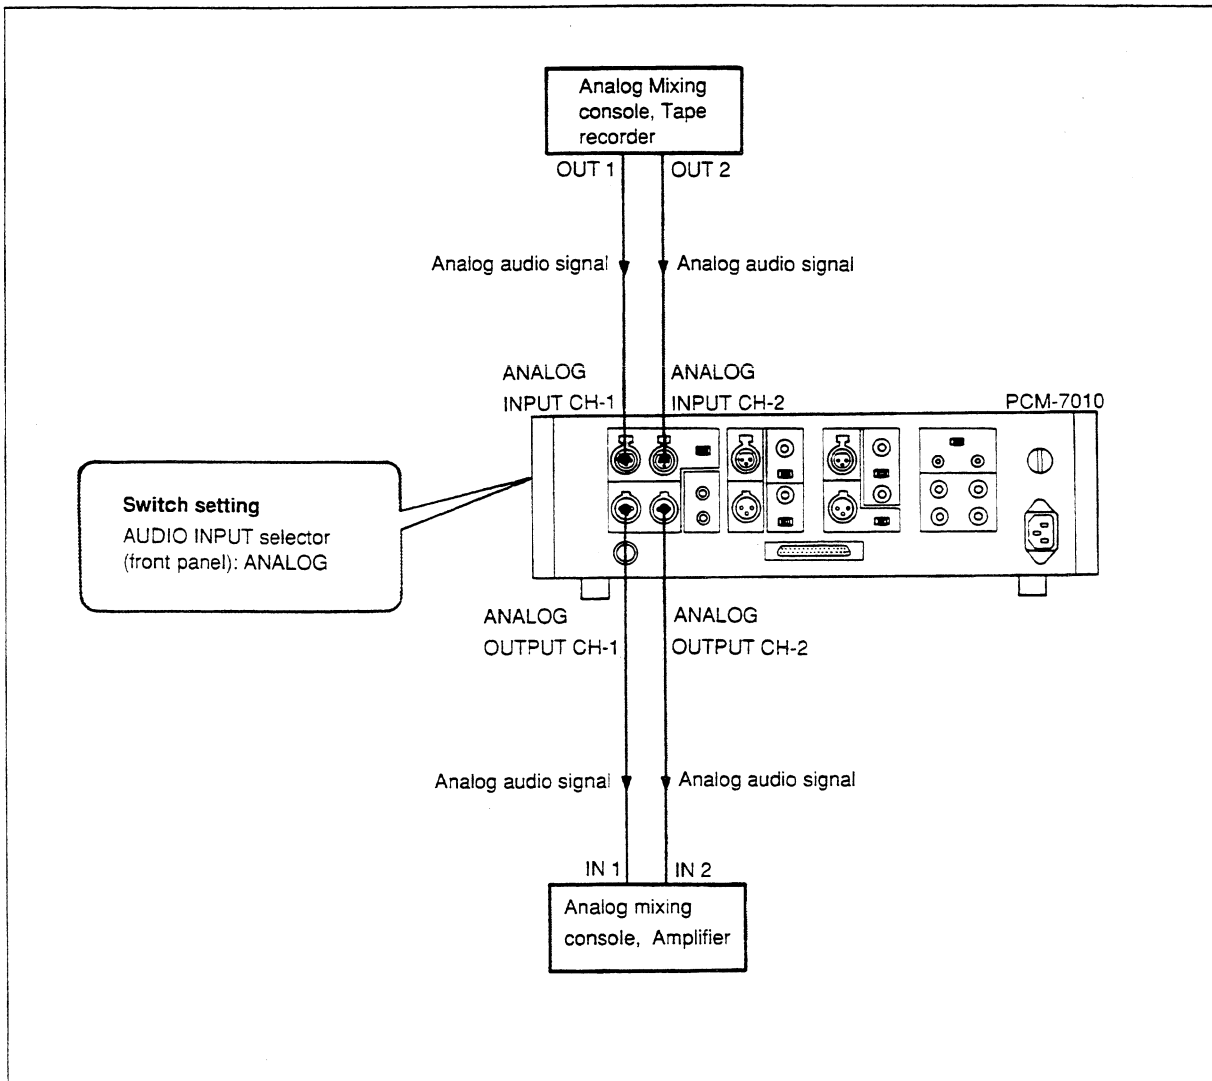 Analog Mixing
console, Tape
recorder
OUT 1
OUT 2
Analog audio signal
Analog audio signal
ANALOG
INPUT CH-1
ANALOG
INPUT CH-2
PCM-7010
Switch setting
AUDIO INPUT selector
(front panel): ANALOG
ANALOG
OUTPUT CH-1
ANALOG
OUTPUT CH-2
Analog audio signal
Analog audio signal
IN 1
IN 2
Analog mixing
console, Amplifier